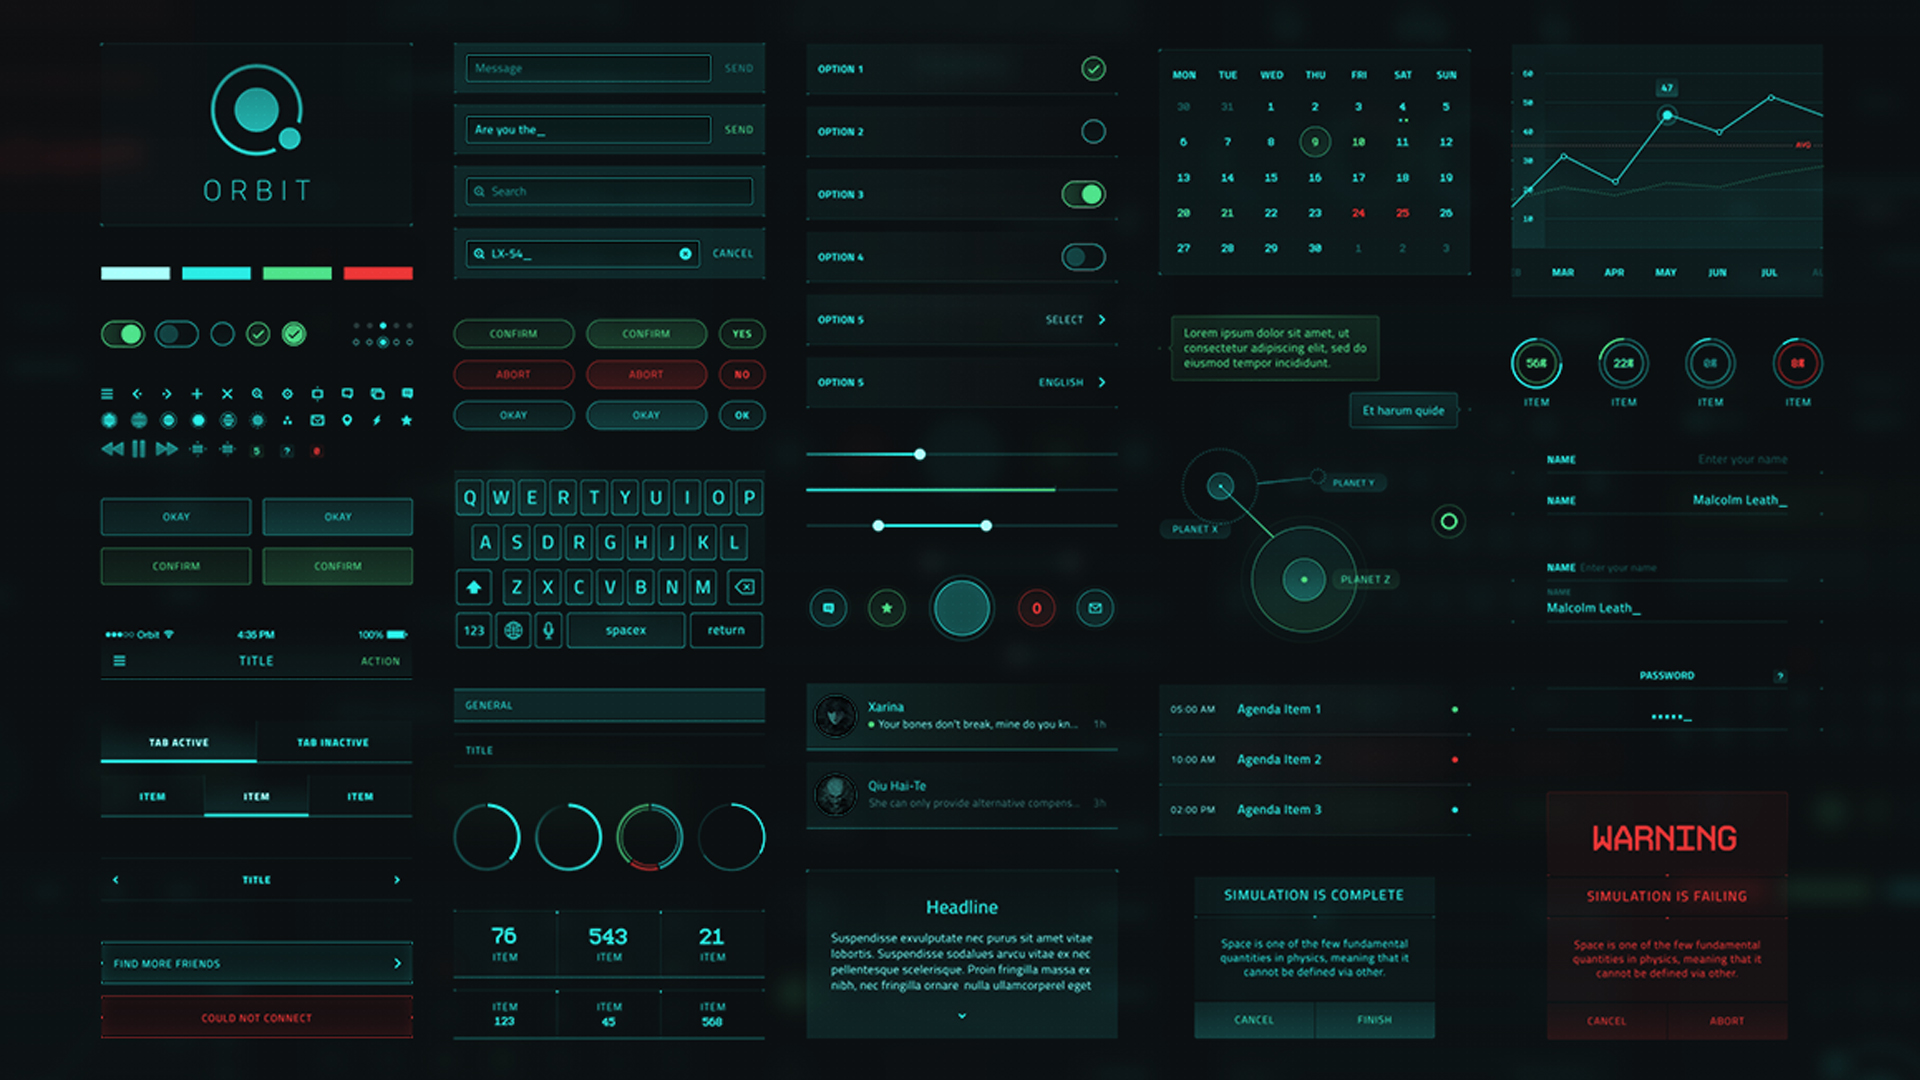 ORBIT
5 ? 0
OKAY OKAY
CONFIRM CONFIRM
Orbit 4:35 PM 100%
TITLE ACTION
TAB ACTIVE TAB INACTIVE
ITEM ITEM ITEM
TITLE
FIND MORE FRIENDS
COULD NOT CONNECT
Message SEND
Are you the_ SEND
Search
LX-54_ CANCEL
CONFIRM CONFIRM YES
ABORT ABORT NO
OKAY OKAY OK
Q W E R T Y U I O P
A S D R G H J K L
Z X C V B N M
123 spacex return
GENERAL
TITLE
76 543 21
ITEM ITEM ITEM
ITEM ITEM ITEM
123 45 568
OPTION 1
OPTION 2
OPTION 3
OPTION 4
OPTION 5 SELECT
OPTION 5 ENGLISH
0
Xarina
Your bones don't break, mine do you kn... 1h
Qiu Hai-Te
She can only provide alternative compens... 3h
Headline
Suspendisse exvulputate nec purus sit amet vitae
lobortis. Suspendisse sodales arvcu vitae ex nec
pellentesque scelerisque. Proin fringilla massa ex
nibh, nec fringilla ornare nulla ullamcorperel eget
MON TUE WED THU FRI SAT SUN
30 31 1 2 3 4 5
6 7 8 9 10 11 12
13 14 15 16 17 18 19
20 21 22 23 24 25 26
27 28 29 30 1 2 3
Lorem ipsum dolor sit amet, ut
consectetur adipiscing elit, sed do
eiusmod tempor incididunt.
Et harum quide
PLANET Y
PLANET X
PLANET Z
05:00 AM Agenda Item 1
10:00 AM Agenda Item 2
02:00 PM Agenda Item 3
SIMULATION IS COMPLETE
Space is one of the few fundamental
quantities in physics, meaning that it
cannot be defined via other.
CANCEL FINISH
60
47
50
40
AVG
30
20
10
MAR APR MAY JUN JUL
56% 22% 0% 8%
ITEM ITEM ITEM ITEM
NAME Enter your name
NAME Malcolm Leath_
NAME Enter your name
NAME
Malcolm Leath_
PASSWORD ?
•••••_
WARNING
SIMULATION IS FAILING
Space is one of the few fundamental
quantities in physics, meaning that it
cannot be defined via other.
CANCEL ABORT